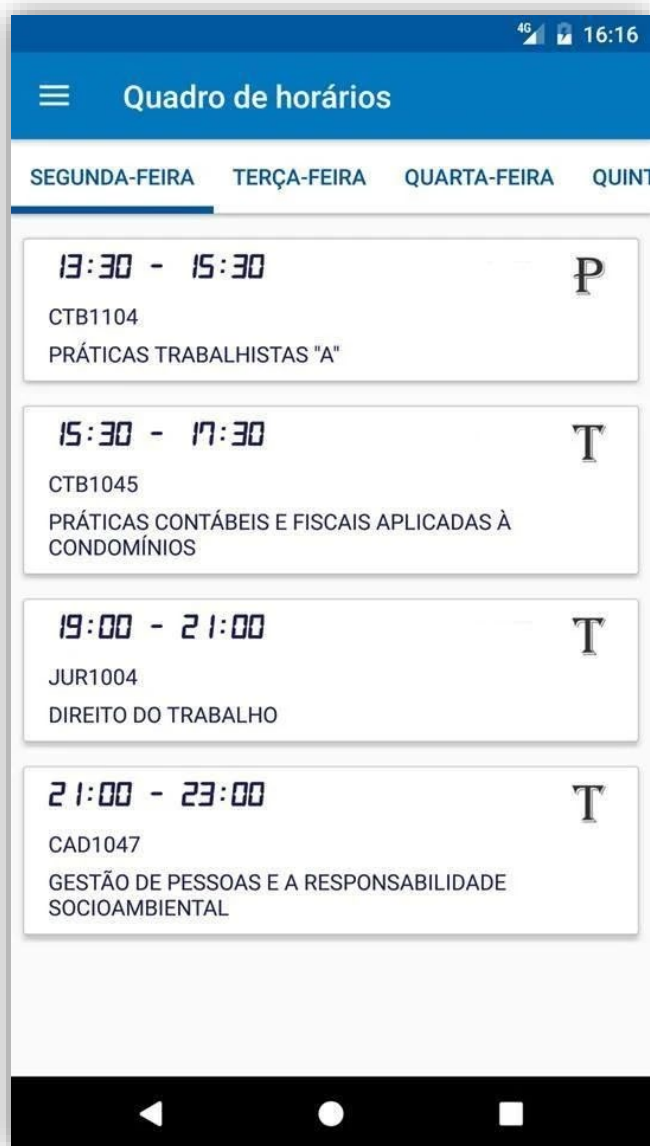 4G 16:16
Quadro de horários
SEGUNDA-FEIRA TERÇA-FEIRA QUARTA-FEIRA QUINT
13:30 - 15:30 P
CTB1104
PRÁTICAS TRABALHISTAS "A"
15:30 - 17:30 T
CTB1045
PRÁTICAS CONTÁBEIS E FISCAIS APLICADAS À
CONDOMÍNIOS
19:00 - 21:00 T
JUR1004
DIREITO DO TRABALHO
21:00 - 23:00 T
CAD1047
GESTÃO DE PESSOAS E A RESPONSABILIDADE
SOCIOAMBIENTAL